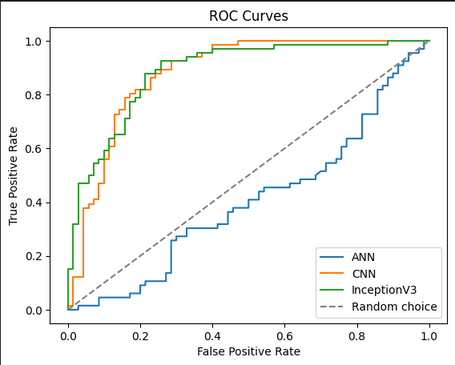 ROC Curves
True Positive Rate
1.0
0.8
0.6
0.4
0.2
0.0
ANN
CNN
InceptionV3
Random choice
0.0 0.2 0.4 0.6 0.8 1.0
False Positive Rate